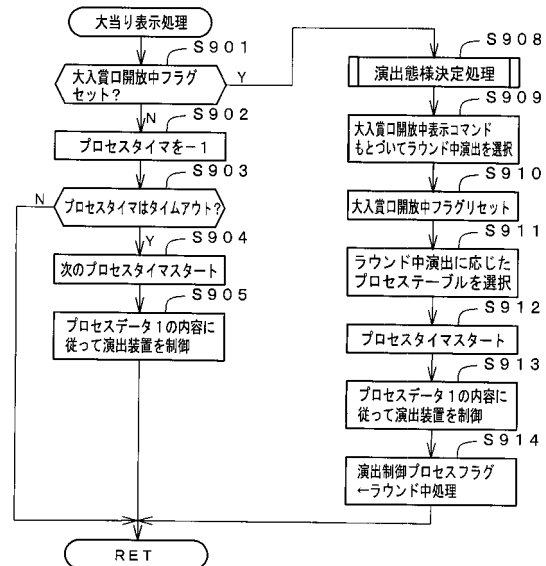 大当り表示処理
S901
大入賞口開放中フラグ
セット?
Y
N
S902
プロセスタイマを-1
S903
プロセスタイマはタイムアウト?
N
Y
S904
次のプロセスタイマスタート
S905
プロセスデータ1の内容に
従って演出装置を制御
S908
演出態様決定処理
S909
大入賞口開放中表示コマンド
もとづいてラウンド中演出を選択
S910
大入賞口開放中フラグリセット
S911
ラウンド中演出に応じた
プロセステーブルを選択
S912
プロセスタイマスタート
S913
プロセスデータ1の内容に
従って演出装置を制御
S914
演出制御プロセスフラグ
←ラウンド中処理
RET